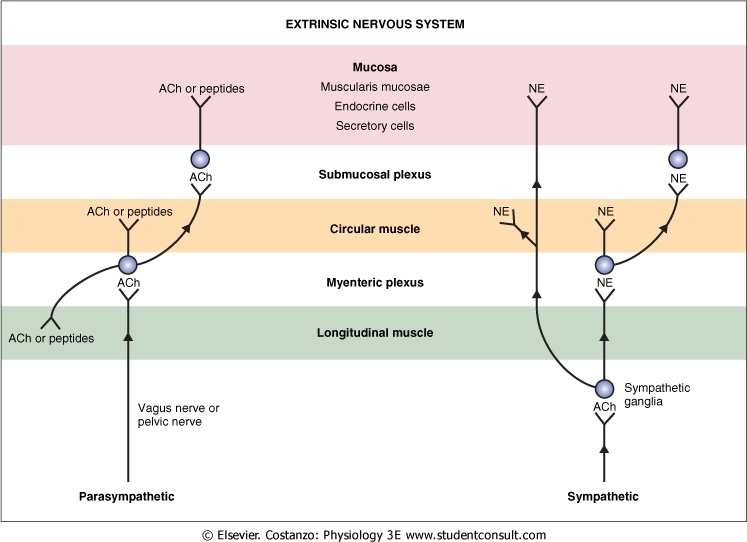 EXTRINSIC NERVOUS SYSTEM
Mucosa
ACh or peptides
Muscularis mucosae
NE
NE
Endocrine cells
Secretory cells
ACh
Submucosal plexus
NE
ACh or peptides
NE
NE
Circular muscle
ACh
Myenteric plexus
NE
ACh or peptides
Longitudinal muscle
Sympathetic
ganglia
ACh
Vagus nerve or
pelvic nerve
Parasympathetic
Sympathetic
© Elsevier. Costanzo: Physiology 3E www.studentconsult.com